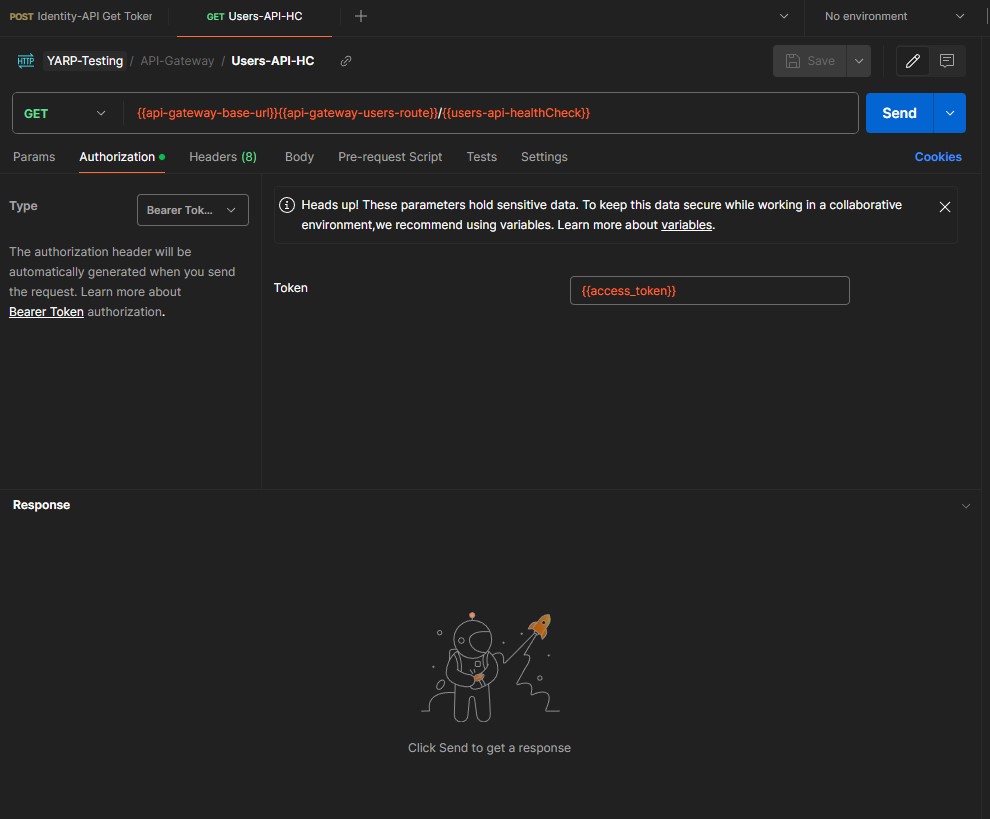 POST Identity-API Get Token
GET Users-API-HC
No environment
HTTP YARP-Testing / API-Gateway / Users-API-HC
Save
GET
{{api-gateway-base-url}}{{api-gateway-users-route}}/{{users-api-healthCheck}}
Send
Params Authorization Headers (8) Body Pre-request Script Tests Settings Cookies
Type
Bearer Tok...
The authorization header will be
automatically generated when you send
the request. Learn more about
Bearer Token authorization.
Heads up! These parameters hold sensitive data. To keep this data secure while working in a collaborative
environment,we recommend using variables. Learn more about variables.
Token
{{access_token}}
Response
Click Send to get a response